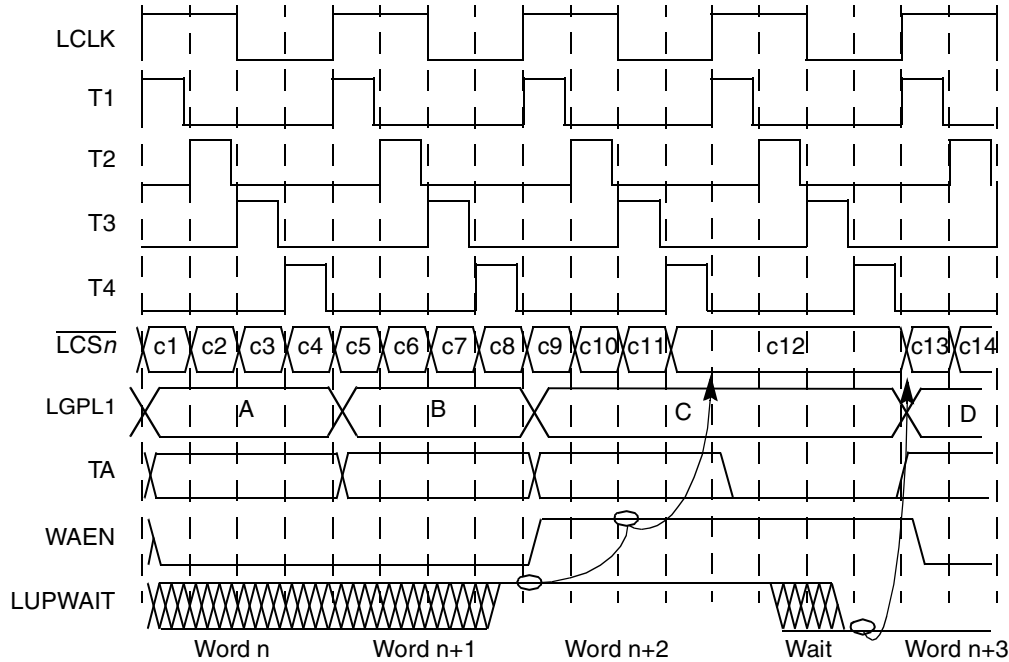 LCLK
T1
T2
T3
T4
LCSn c1 c2 c3 c4 c5 c6 c7 c8 c9 c10 c11 c12 c13 c14
LGPL1 A B C D
TA
WAEN
LUPWAIT
Word n Word n+1 Word n+2 Wait Word n+3